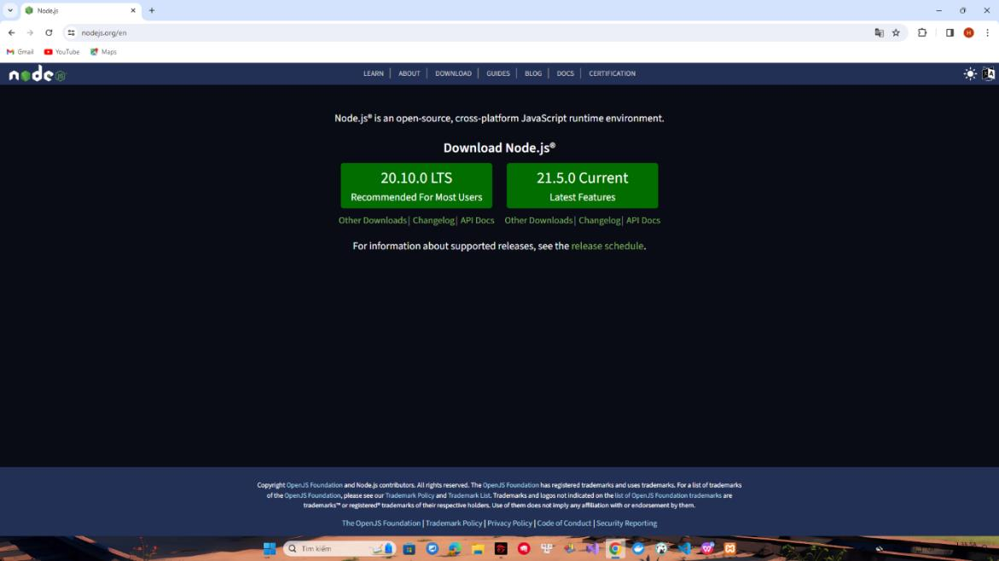 Node.js
nodejs.org/en
Gmail YouTube Maps
node JS
LEARN | ABOUT | DOWNLOAD | GUIDES | BLOG | DOCS | CERTIFICATION
Node.js® is an open-source, cross-platform JavaScript runtime environment.
Download Node.js®
20.10.0 LTS
Recommended For Most Users
21.5.0 Current
Latest Features
Other Downloads | Changelog | API Docs
Other Downloads | Changelog | API Docs
For information about supported releases, see the release schedule.
Copyright OpenJS Foundation and Node.js contributors. All rights reserved. The OpenJS Foundation has registered trademarks and uses trademarks. For a list of trademarks
of the OpenJS Foundation, please see our Trademark Policy and Trademark List. Trademarks and logos not indicated on the list of OpenJS Foundation trademarks are
trademarks™ or registered® trademarks of their respective holders. Use of them does not imply any affiliation with or endorsement by them.
The OpenJS Foundation | Trademark Policy | Privacy Policy | Code of Conduct | Security Reporting
Tìm kiếm